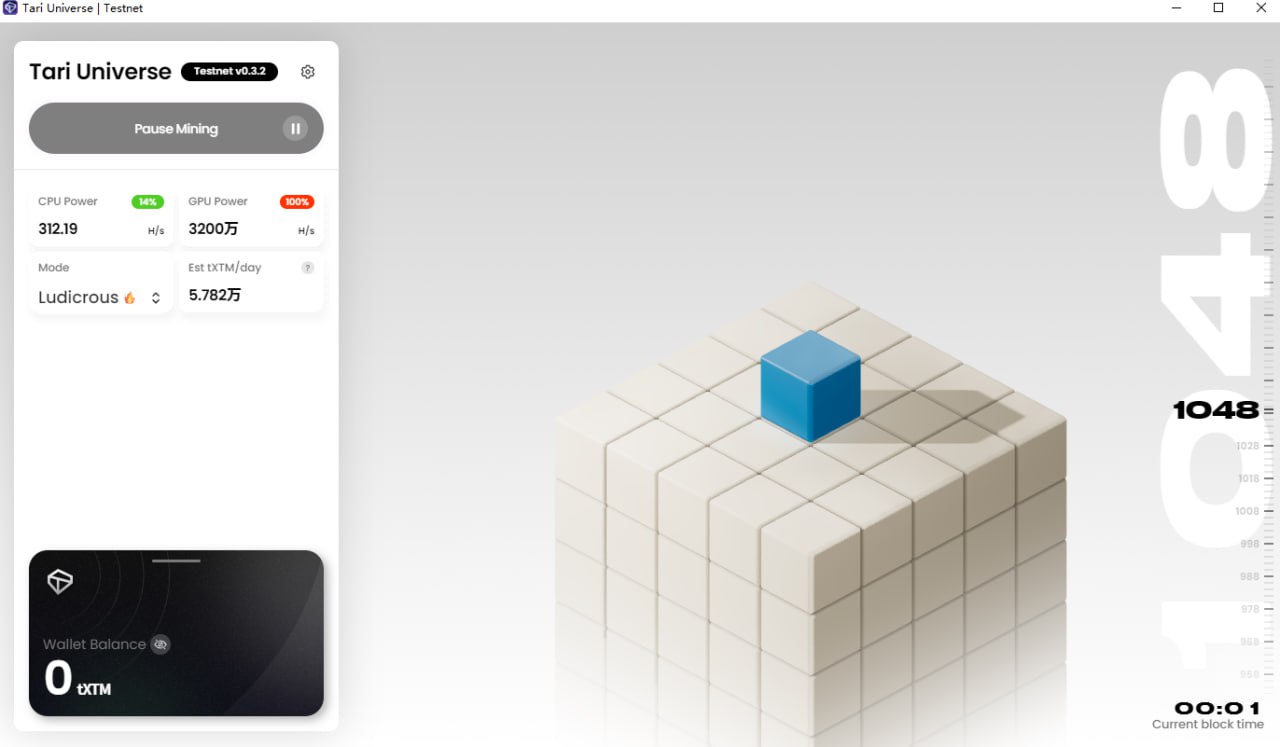 Tari Universe | Testnet
Tari Universe Testnet v0.3.2
Pause Mining
CPU Power 14%
312.19 H/s
GPU Power 100%
3200万 H/s
Mode
Ludicrous 🔥
Est tXTM/day ?
5.782万
Wallet Balance
0 tXTM
1048
1048
1028
1018
1008
998
988
978
968
958
00:01
Current block time